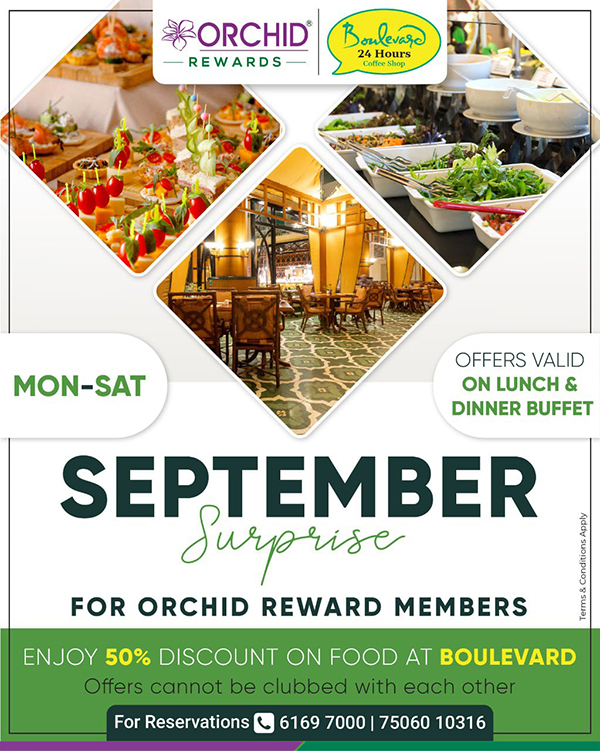 ORCHID®
REWARDS
Boulevard
24 Hours
Coffee Shop
MON-SAT
OFFERS VALID
ON LUNCH &
DINNER BUFFET
SEPTEMBER
Surprise
Terms & Conditions Apply
FOR ORCHID REWARD MEMBERS
ENJOY 50% DISCOUNT ON FOOD AT BOULEVARD
Offers cannot be clubbed with each other
For Reservations 6169 7000 | 75060 10316